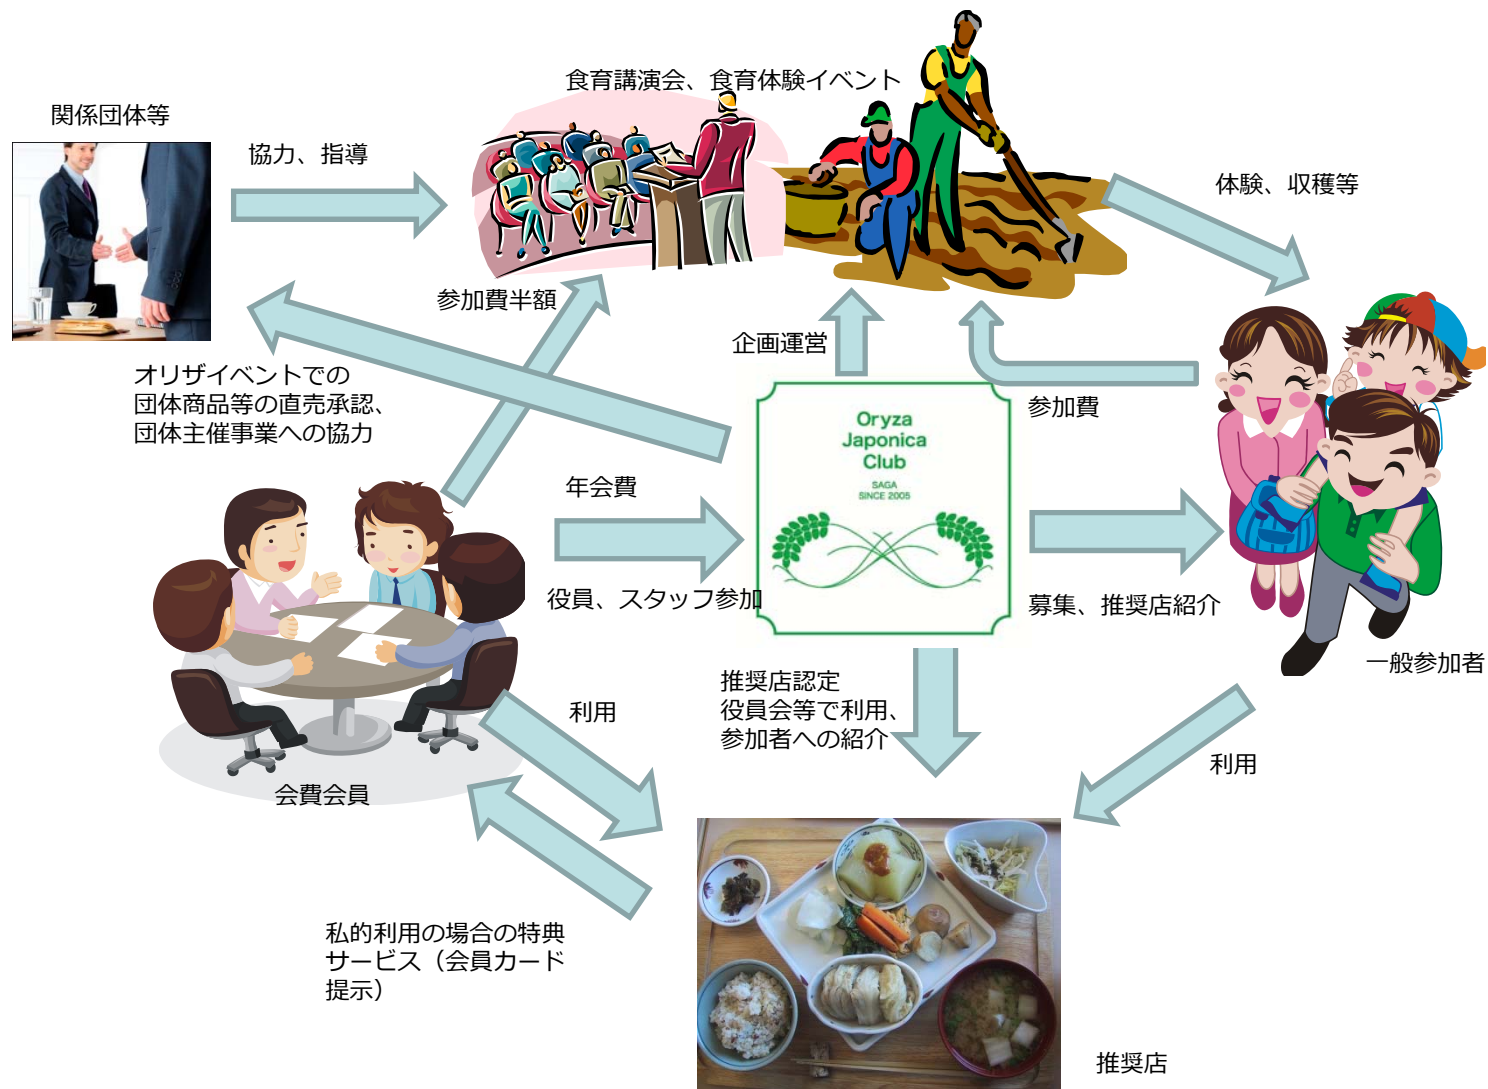 食育講演会、食育体験イベント
関係団体等
協力、指導
体験、収穫等
参加費半額
企画運営
オリザイベントでの
団体商品等の直売承認、
団体主催事業への協力
参加費
Oryza
Japonica
Club
SAGA
SINCE 2005
年会費
役員、スタッフ参加
募集、推奨店紹介
一般参加者
推奨店認定
役員会等で利用、
参加者への紹介
利用
利用
会費会員
私的利用の場合の特典
サービス（会員カード
提示）
推奨店